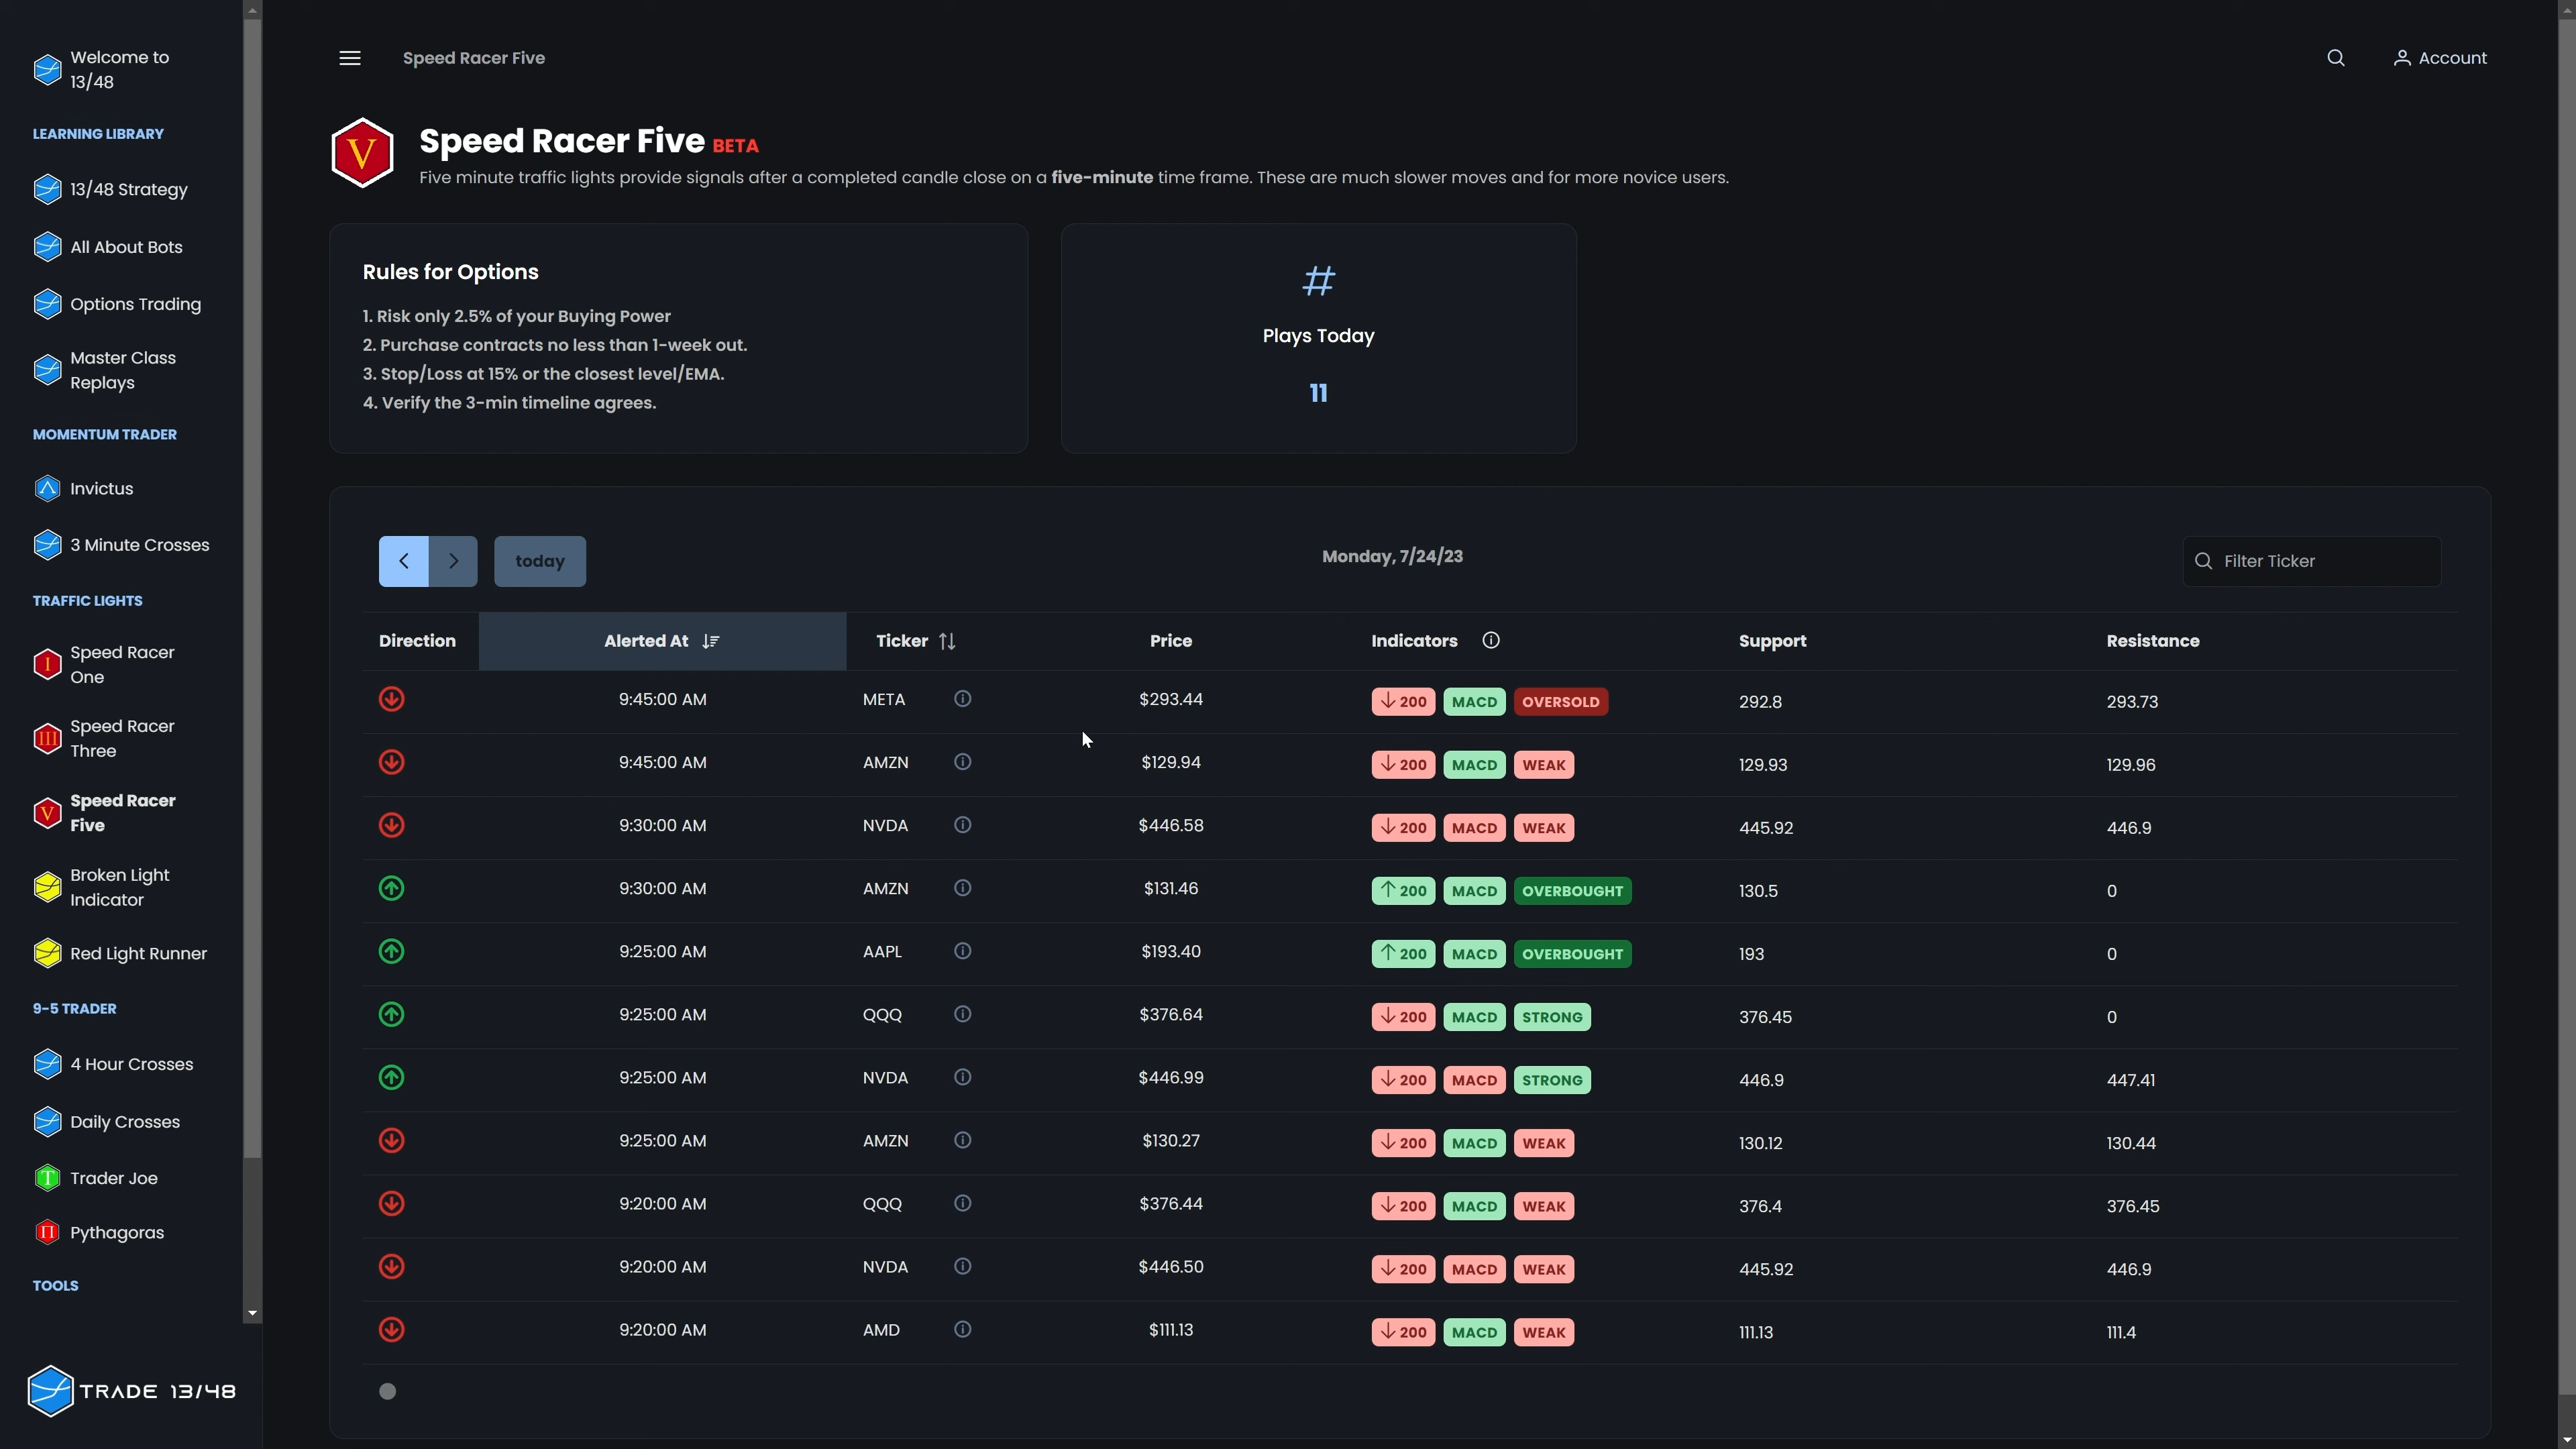 Welcome to
13/48
LEARNING LIBRARY
13/48 Strategy
All About Bots
Options Trading
Master Class
Replays
MOMENTUM TRADER
Invictus
3 Minute Crosses
TRAFFIC LIGHTS
I
Speed Racer
One
III
Speed Racer
Three
V
Speed Racer
Five
Broken Light
Indicator
Red Light Runner
9-5 TRADER
4 Hour Crosses
Daily Crosses
T
Trader Joe
Π
Pythagoras
TOOLS
TRADE 13/48
Speed Racer Five
Account
V
Speed Racer Five BETA
Five minute traffic lights provide signals after a completed candle close on a five-minute time frame. These are much slower moves and for more novice users.
Rules for Options
1. Risk only 2.5% of your Buying Power
2. Purchase contracts no less than 1-week out.
3. Stop/Loss at 15% or the closest level/EMA.
4. Verify the 3-min timeline agrees.
#
Plays Today
11
today
Monday, 7/24/23
Filter Ticker
Direction Alerted At Ticker Price Indicators Support Resistance
9:45:00 AM META $293.44 ↓ 200 MACD OVERSOLD 292.8 293.73
9:45:00 AM AMZN $129.94 ↓ 200 MACD WEAK 129.93 129.96
9:30:00 AM NVDA $446.58 ↓ 200 MACD WEAK 445.92 446.9
9:30:00 AM AMZN $131.46 ↑ 200 MACD OVERBOUGHT 130.5 0
9:25:00 AM AAPL $193.40 ↑ 200 MACD OVERBOUGHT 193 0
9:25:00 AM QQQ $376.64 ↓ 200 MACD STRONG 376.45 0
9:25:00 AM NVDA $446.99 ↓ 200 MACD STRONG 446.9 447.41
9:25:00 AM AMZN $130.27 ↓ 200 MACD WEAK 130.12 130.44
9:20:00 AM QQQ $376.44 ↓ 200 MACD WEAK 376.4 376.45
9:20:00 AM NVDA $446.50 ↓ 200 MACD WEAK 445.92 446.9
9:20:00 AM AMD $111.13 ↓ 200 MACD WEAK 111.13 111.4